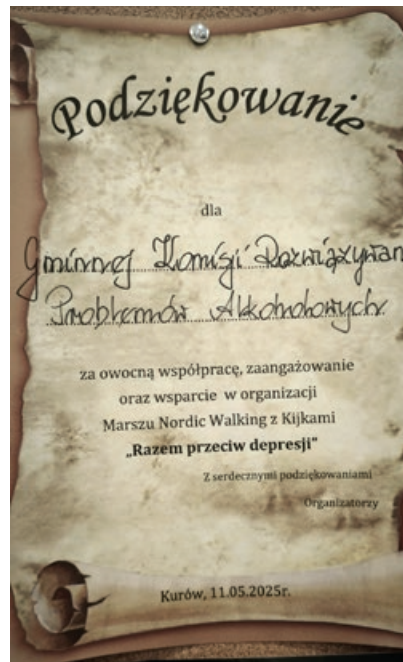 Podziękowanie
dla
Gminnej Komisji Rozwiązywan
Problemów Alkoholowych
za owocną współpracę, zaangażowanie
oraz wsparcie w organizacji
Marszu Nordic Walking z Kijkami
„Razem przeciw depresji"
Z serdecznymi podziękowaniami
Organizatorzy
Kurów, 11.05.2025r.